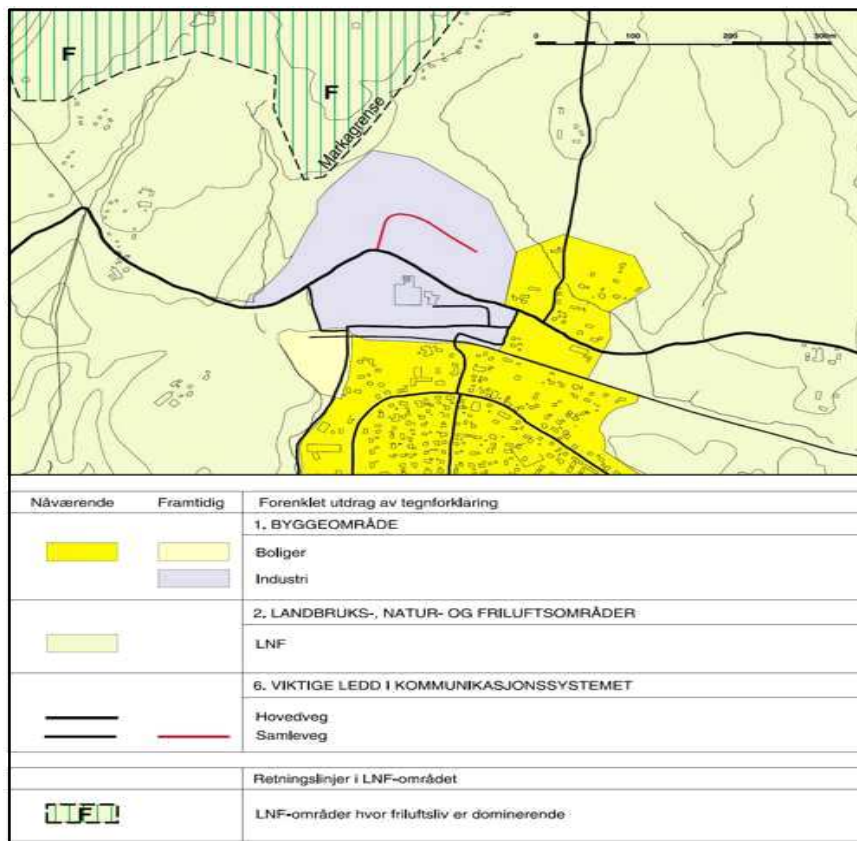 0 100 200 300m
F
F
Markagrense
Nåværende Framtidig Forenklet utdrag av tegnforklaring
1. BYGGEOMRÅDE
Boliger
Industri
2. LANDBRUKS-, NATUR- OG FRILUFTSOMRÅDER
LNF
6. VIKTIGE LEDD I KOMMUNIKASJONSSYSTEMET
Hovedveg
Samleveg
Retningslinjer i LNF-området
F LNF-områder hvor friluftsliv er dominerende